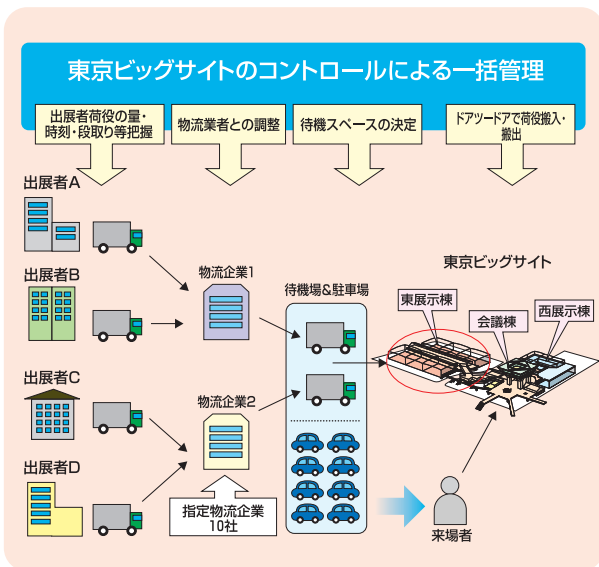 東京ビッグサイトのコントロールによる一括管理
出展者荷役の量・
時刻・段取り等把握
物流業者との調整
待機スペースの決定
ドアツードアで荷役搬入・
搬出
出展者A
出展者B
出展者C
出展者D
物流企業1
物流企業2
指定物流企業
10社
待機場&駐車場
東京ビッグサイト
東展示棟
会議棟
西展示棟
来場者